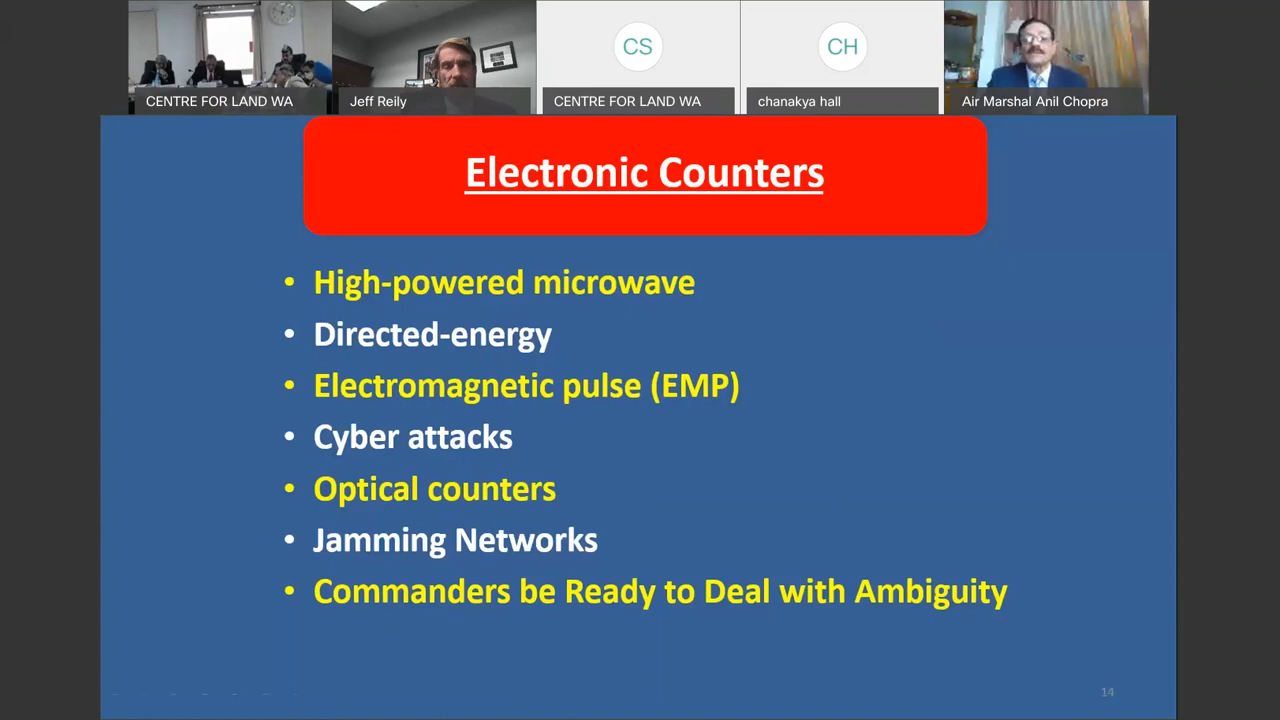 CENTRE FOR LAND WA
Jeff Reily
CS
CENTRE FOR LAND WA
CH
chanakya hall
Air Marshal Anil Chopra
Electronic Counters
• High-powered microwave
• Directed-energy
• Electromagnetic pulse (EMP)
• Cyber attacks
• Optical counters
• Jamming Networks
• Commanders be Ready to Deal with Ambiguity
14